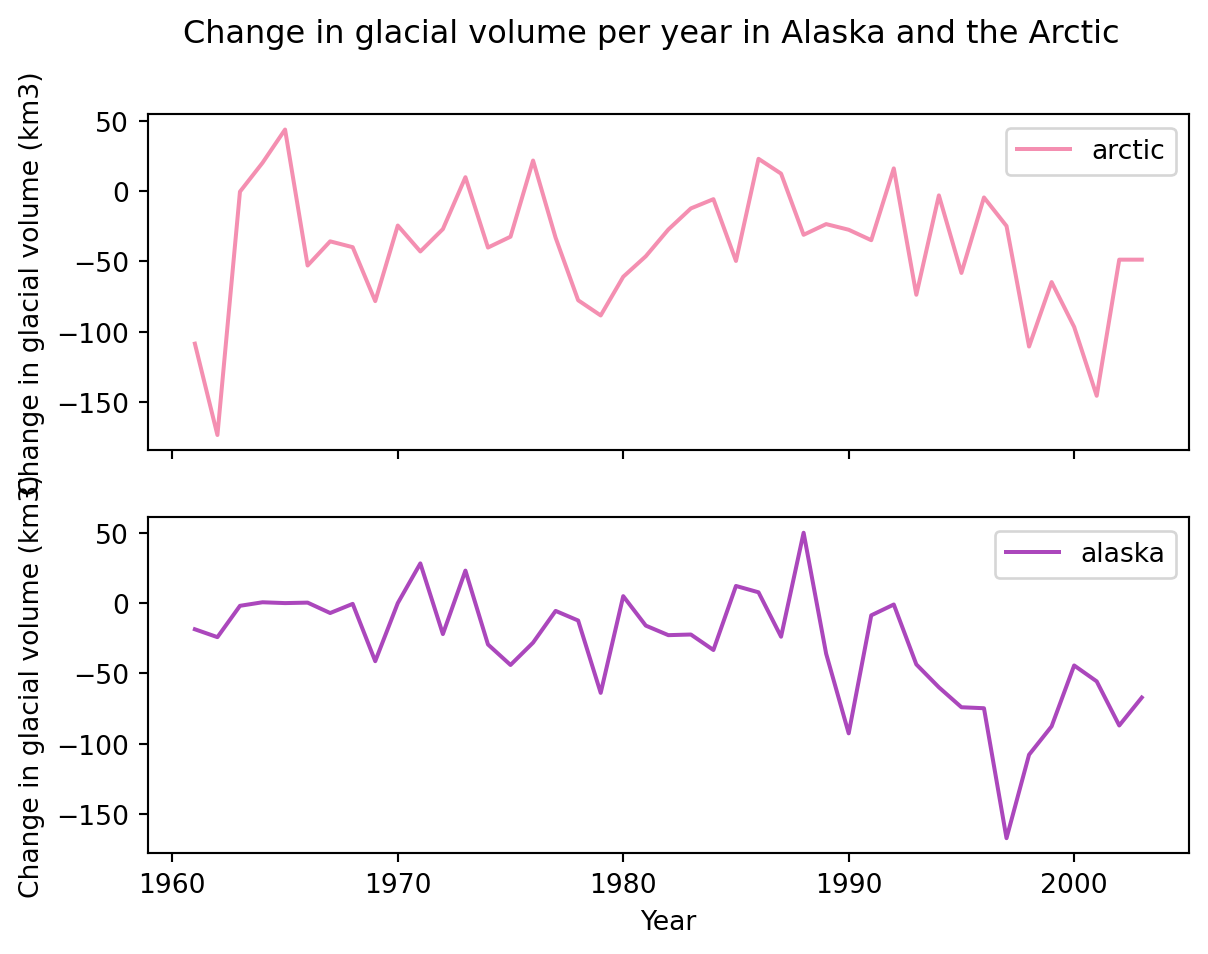 Change in glacial volume per year in Alaska and the Arctic
Change in glacial volume (km3)
50
0
−50
−100
−150
arctic
Change in glacial volume (km3)
50
0
−50
−100
−150
alaska
1960 1970 1980 1990 2000
Year